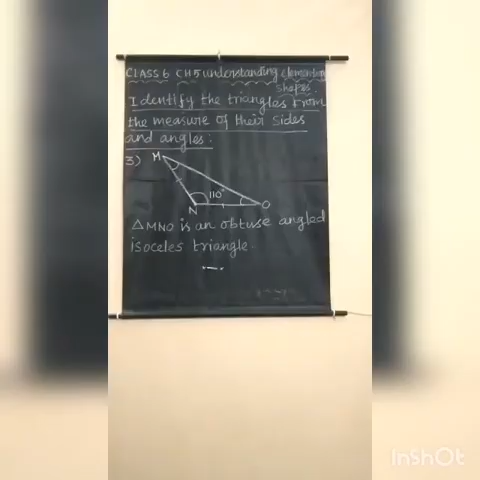 CLASS 6 CH5 understanding elementary
shapes.
Identify the triangles from
the measure of their sides
and angles:
3)
M
110°
N
O
△MNO is an obtuse angled
isoceles triangle.
InShOt